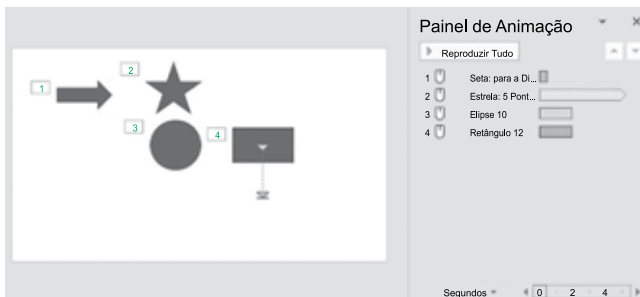 Painel de Animação
Reproduzir Tudo
1 Seta: para a Di...
2 Estrela: 5 Pont...
3 Elipse 10
4 Retângulo 12
1
2
3
4
Segundos 0 2 4